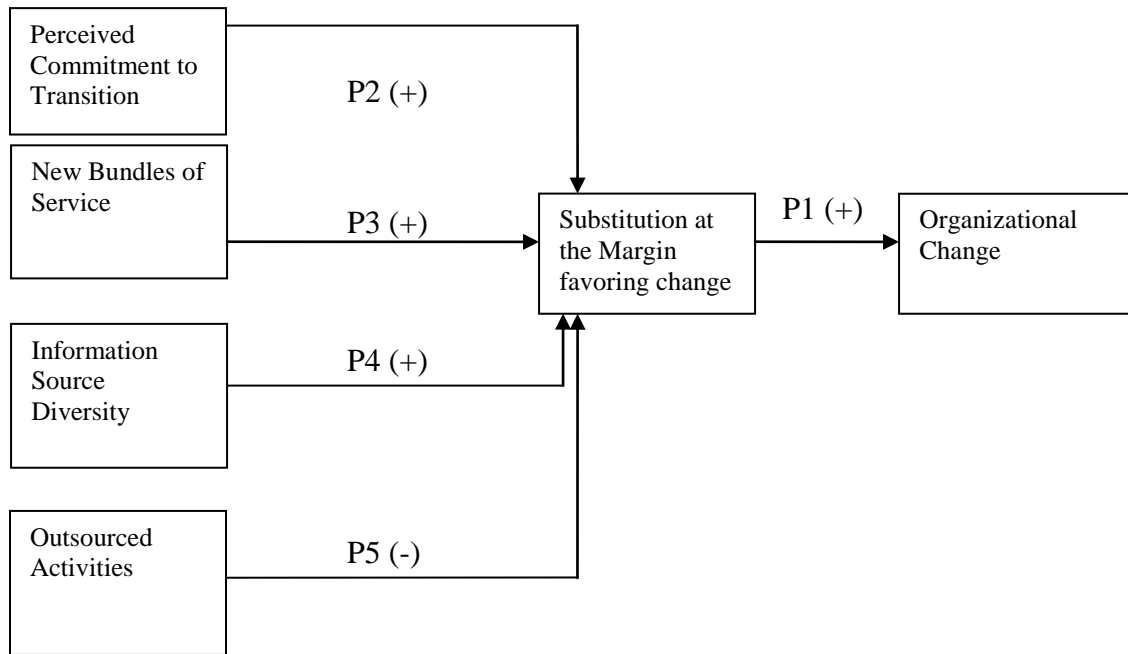 Perceived
Commitment to
Transition
P2 (+)
New Bundles of
Service
P3 (+)
Substitution at
the Margin
favoring change
P1 (+)
Organizational
Change
Information
Source
Diversity
P4 (+)
Outsourced
Activities
P5 (-)